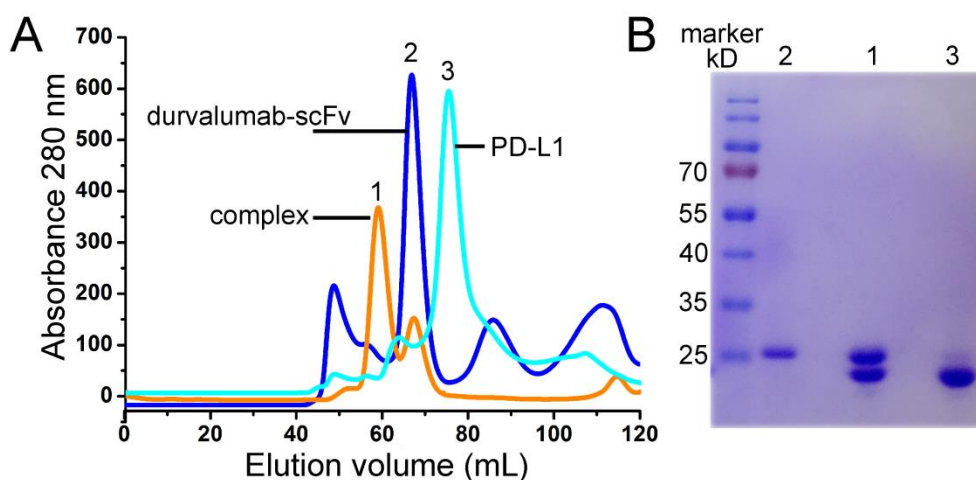 A
Absorbance 280 nm
700
600
500
400
300
200
100
0
0 20 40 60 80 100 120
Elution volume (mL)
durvalumab-scFv
complex
PD-L1
1
2
3
B
marker
kD 2 1 3
70
55
40
35
25